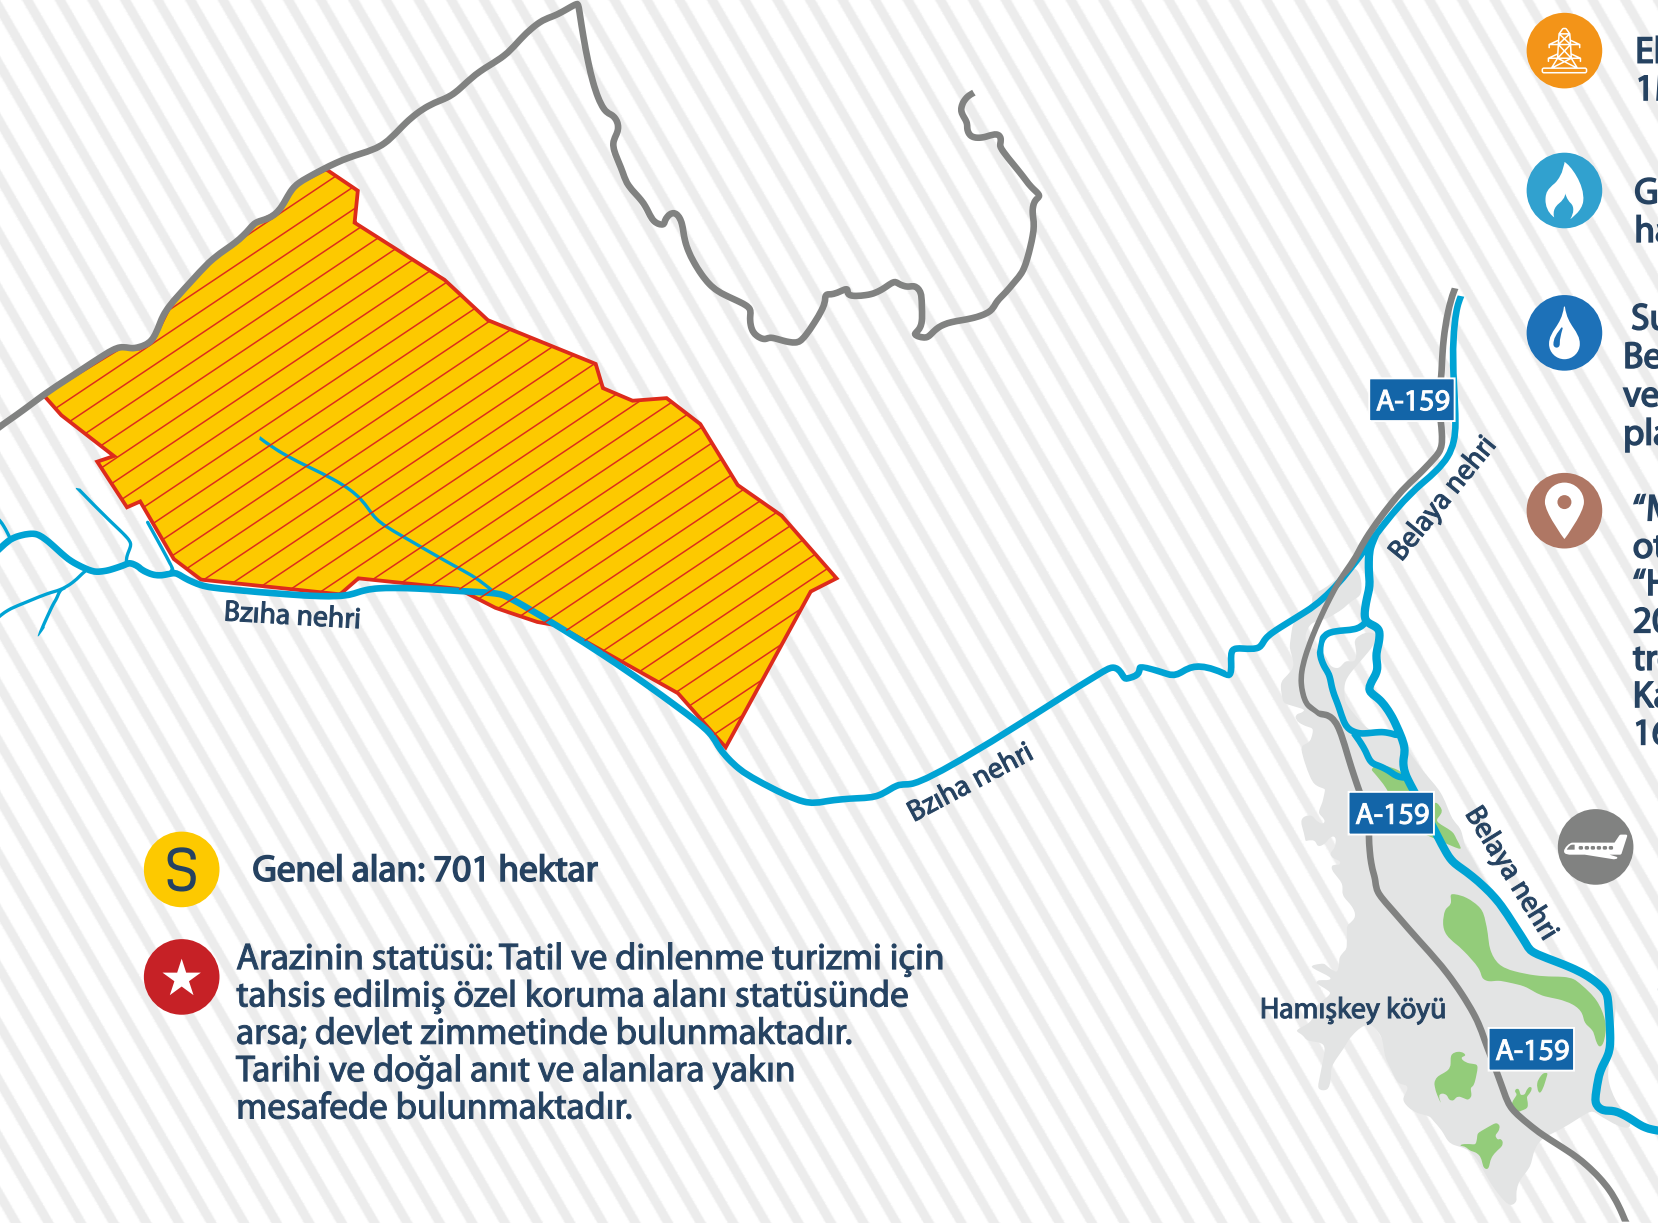 A-159
Belaya nehri
Bzıha nehri
Bzıha nehri
A-159
Belaya nehri
S
Genel alan: 701 hektar
Arazinin statüsü: Tatil ve dinlenme turizmi için
tahsis edilmiş özel koruma alanı statüsünde
arsa; devlet zimmetinde bulunmaktadır.
Tarihi ve doğal anıt ve alanlara yakın
mesafede bulunmaktadır.
Hamışkey köyü
A-159